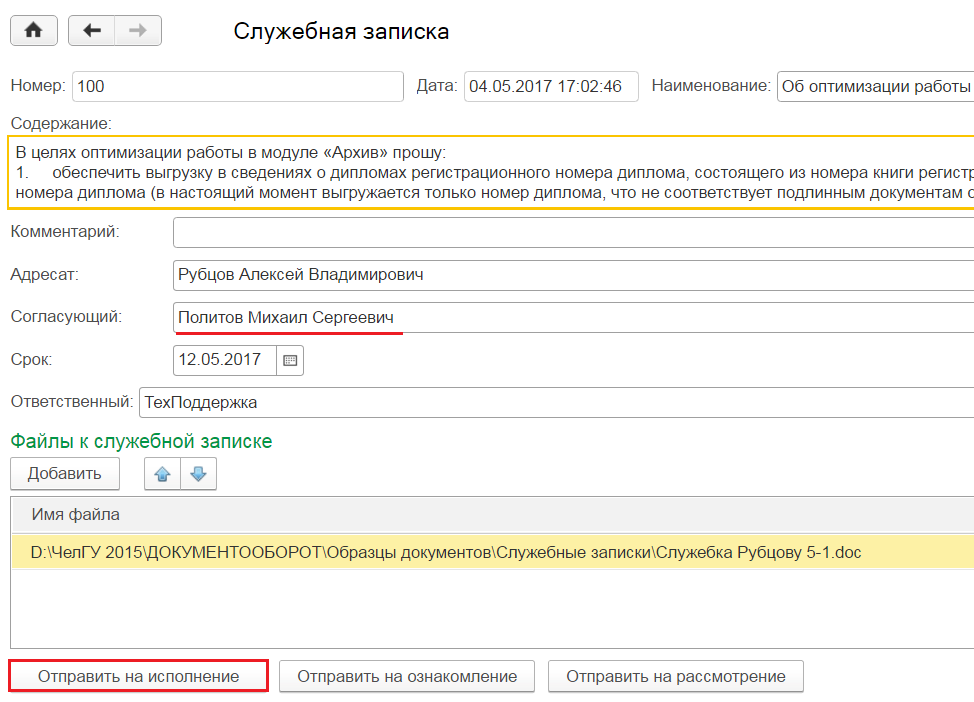 Служебная записка
Номер: 100 Дата: 04.05.2017 17:02:46 Наименование: Об оптимизации работы
Содержание:
В целях оптимизации работы в модуле «Архив» прошу:
1. обеспечить выгрузку в сведениях о дипломах регистрационного номера диплома, состоящего из номера книги
номера диплома (в настоящий момент выгружается только номер диплома, что не соответствует подлинным документам
Комментарий:
Адресат: Рубцов Алексей Владимирович
Согласующий: Политов Михаил Сергеевич
Срок: 12.05.2017
Ответственный: ТехПоддержка
Файлы к служебной записке
Добавить
Имя файла
D:\ЧелГУ 2015\ДОКУМЕНТООБОРОТ\Образцы документов\Служебные записки\Служебка Рубцову 5-1.doc
Отправить на исполнение Отправить на ознакомление Отправить на рассмотрение